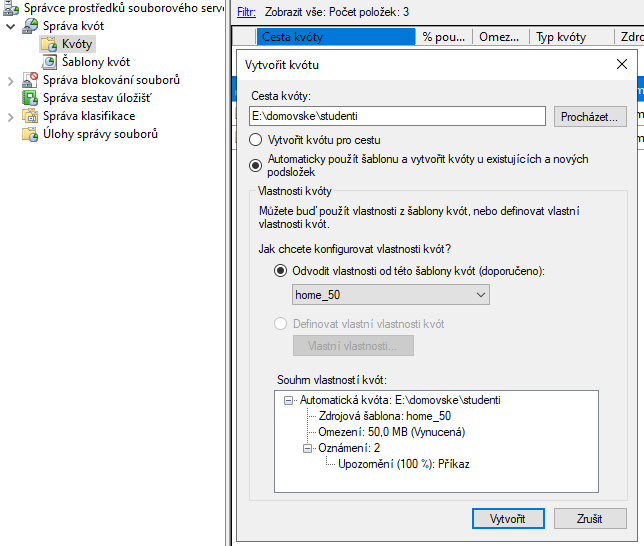 Správce prostředků souborového serv
Správa kvót
Kvóty
Šablony kvót
Správa blokování souborů
Správa sestav úložišť
Správa klasifikace
Úlohy správy souborů
Filtr: Zobrazit vše: Počet položek: 3
Cesta kvóty % pou... Omez... Typ kvóty Zdro
Vytvořit kvótu
Cesta kvóty:
E:\domovske\studenti
Procházet...
Vytvořit kvótu pro cestu
Automaticky použít šablonu a vytvořit kvóty u existujících a nových
podsložek
Vlastnosti kvóty
Můžete buď použít vlastnosti z šablony kvót, nebo definovat vlastní
vlastnosti kvót.
Jak chcete konfigurovat vlastnosti kvót?
Odvodit vlastnosti od této šablony kvót (doporučeno):
home_50
Definovat vlastní vlastnosti kvót
Vlastní vlastnosti...
Souhrn vlastností kvót:
Automatická kvóta: E:\domovske\studenti
Zdrojová šablona: home_50
Omezení: 50,0 MB (Vynucená)
Oznámení: 2
Upozornění (100 %): Příkaz
Vytvořit
Zrušit